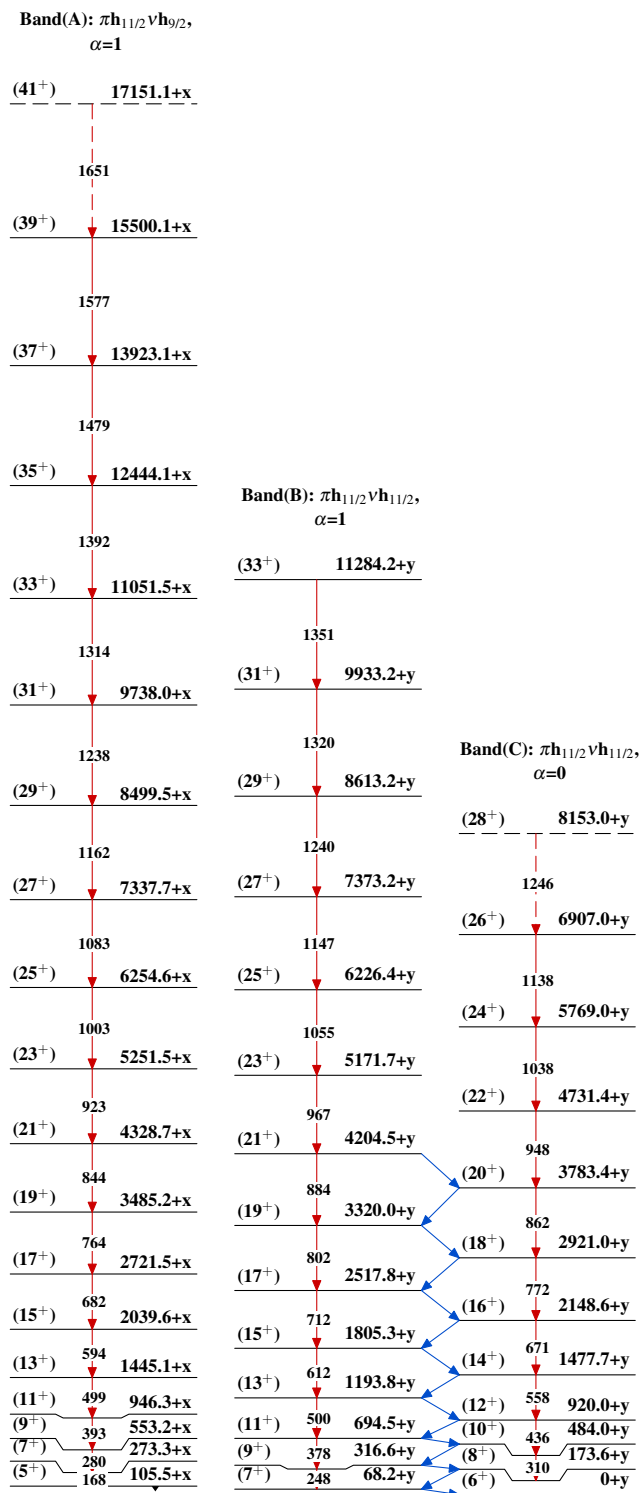 Band(A): πh11/2νh9/2,
α=1
(41+) 17151.1+x
1651
(39+) 15500.1+x
1577
(37+) 13923.1+x
1479
(35+) 12444.1+x
1392
(33+) 11051.5+x
1314
(31+) 9738.0+x
1238
(29+) 8499.5+x
1162
(27+) 7337.7+x
1083
(25+) 6254.6+x
1003
(23+) 5251.5+x
923
(21+) 4328.7+x
844
(19+) 3485.2+x
764
(17+) 2721.5+x
682
(15+) 2039.6+x
594
(13+) 1445.1+x
499
(11+) 946.3+x
393
(9+) 553.2+x
280
(7+) 273.3+x
168
(5+) 105.5+x
Band(B): πh11/2νh11/2,
α=1
(33+) 11284.2+y
1351
(31+) 9933.2+y
1320
(29+) 8613.2+y
1240
(27+) 7373.2+y
1147
(25+) 6226.4+y
1055
(23+) 5171.7+y
967
(21+) 4204.5+y
884
(19+) 3320.0+y
802
(17+) 2517.8+y
712
(15+) 1805.3+y
612
(13+) 1193.8+y
500
(11+) 694.5+y
378
(9+) 316.6+y
248
(7+) 68.2+y
Band(C): πh11/2νh11/2,
α=0
(28+) 8153.0+y
1246
(26+) 6907.0+y
1138
(24+) 5769.0+y
1038
(22+) 4731.4+y
948
(20+) 3783.4+y
862
(18+) 2921.0+y
772
(16+) 2148.6+y
671
(14+) 1477.7+y
558
(12+) 920.0+y
436
(10+) 484.0+y
310
(8+) 173.6+y
(6+) 0+y